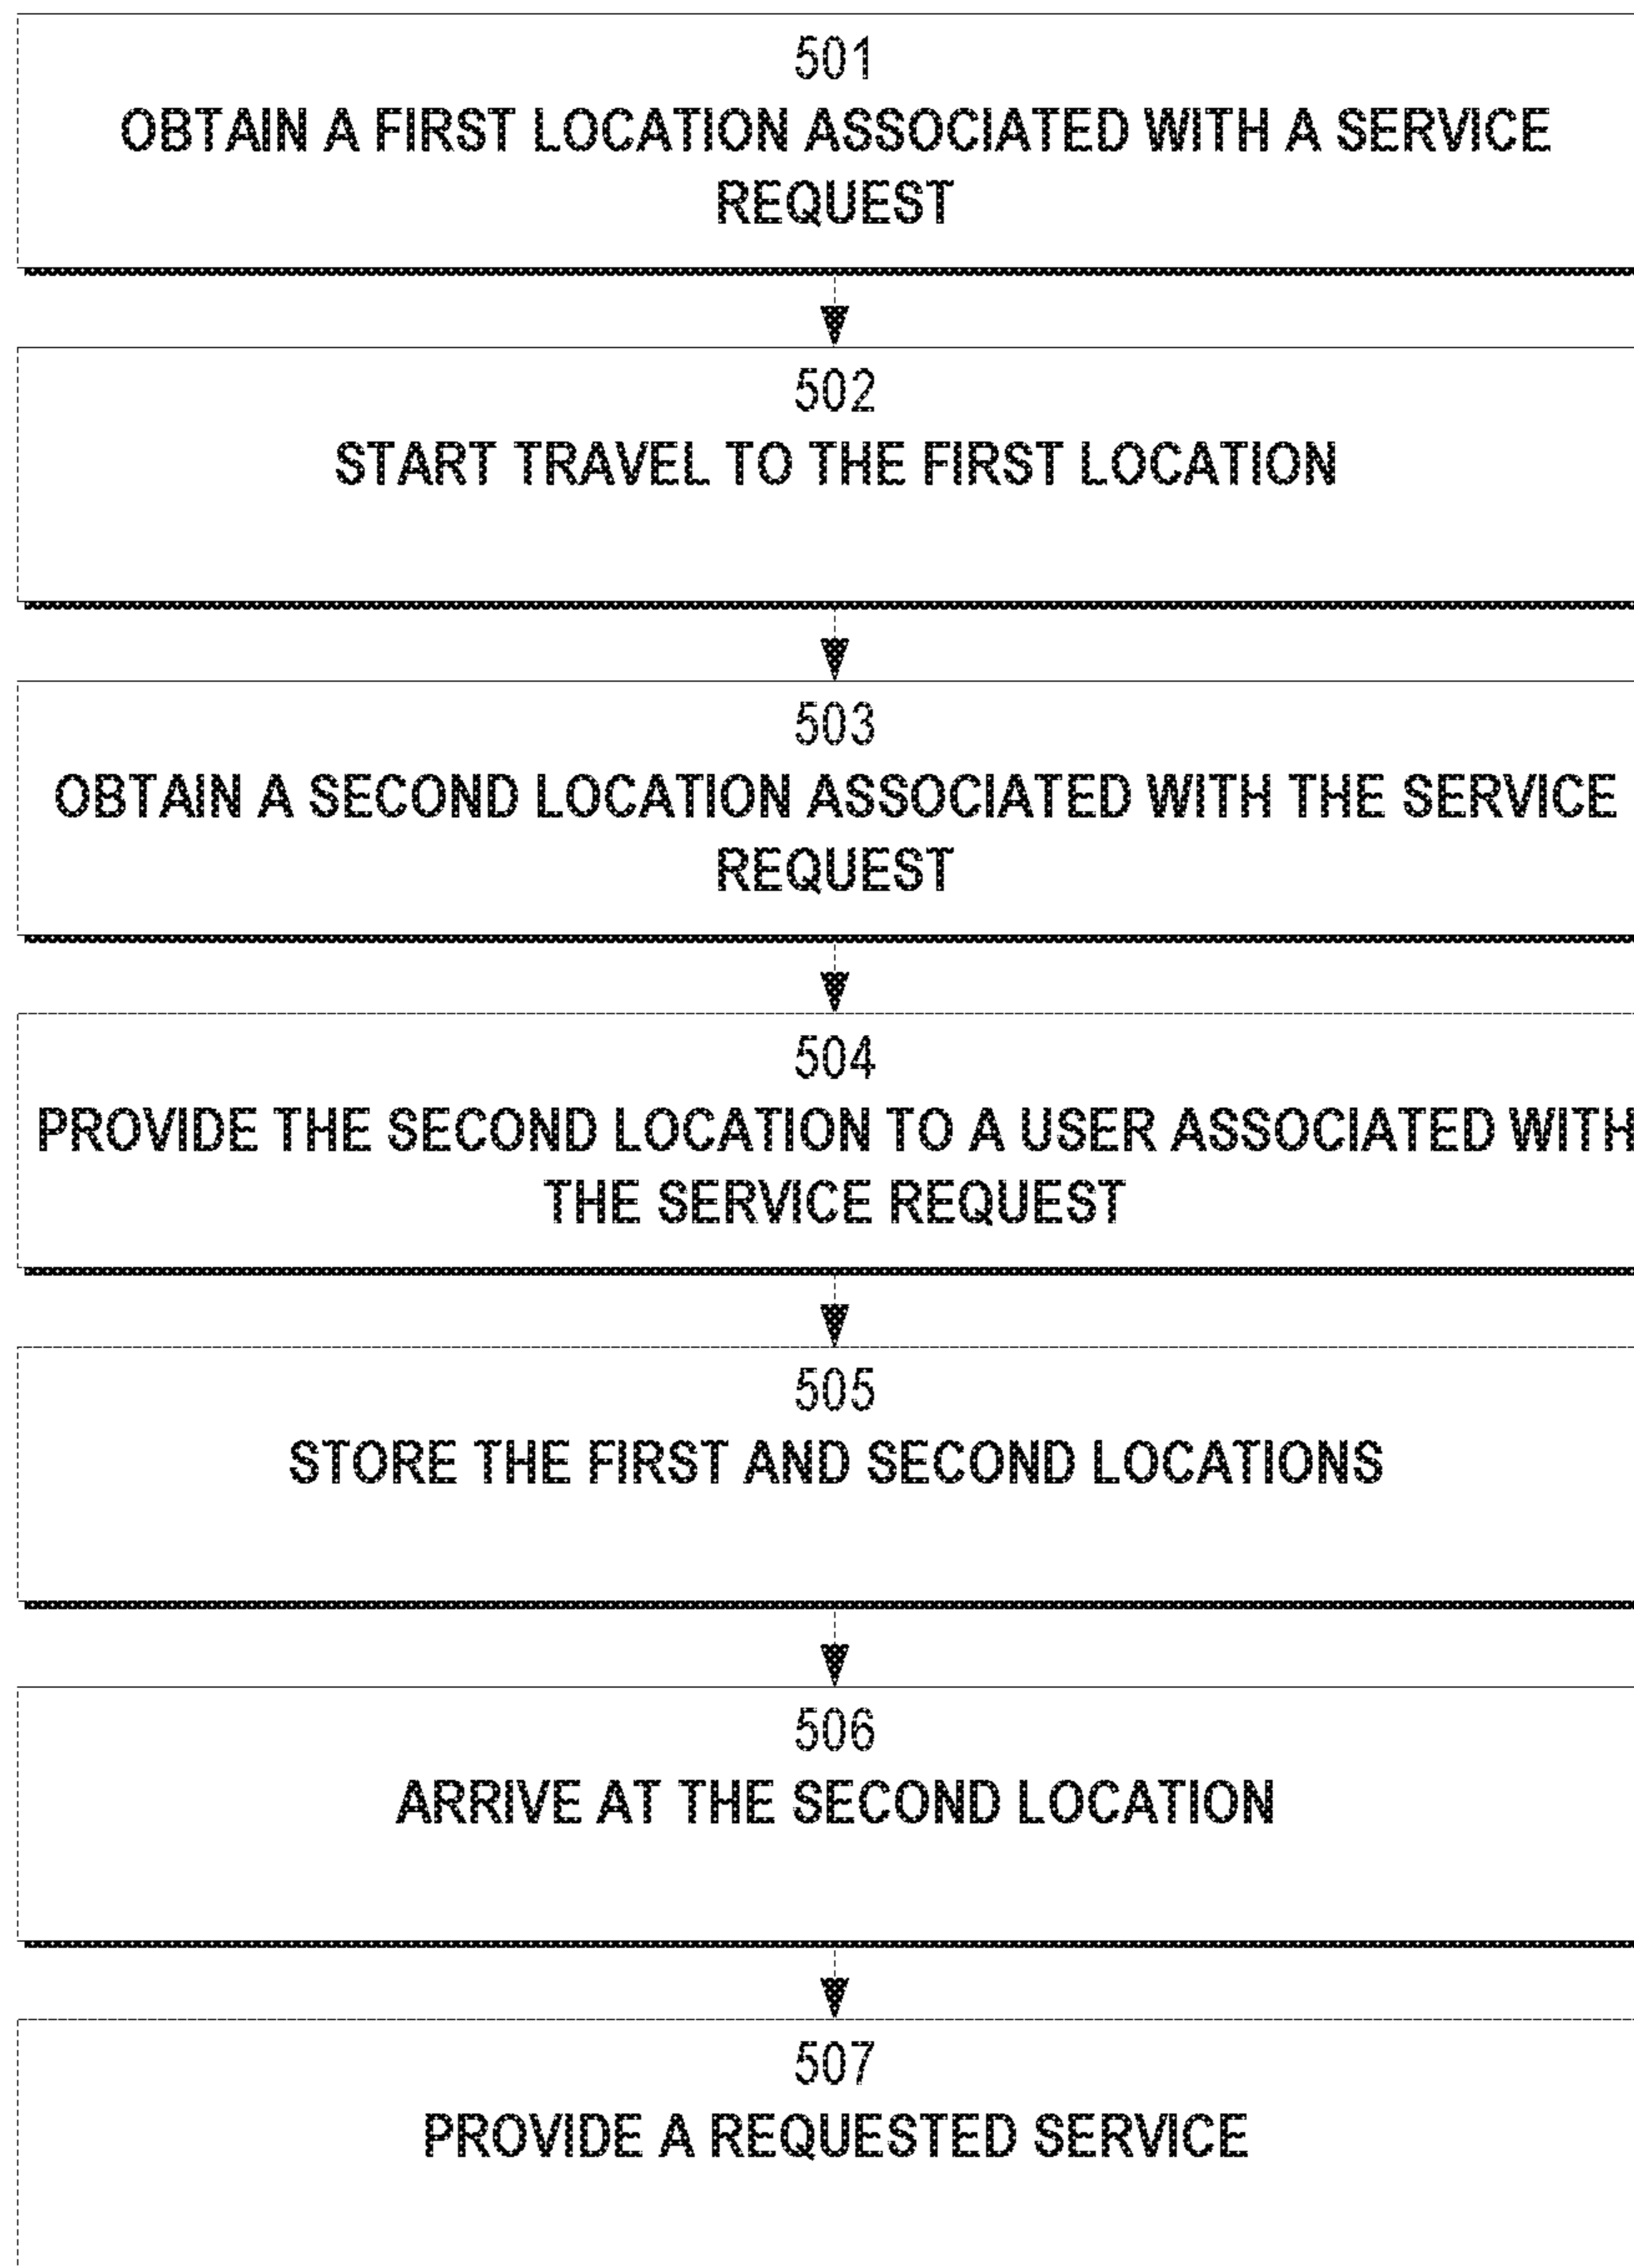 501
OBTAIN A FIRST LOCATION ASSOCIATED WITH A SERVICE
REQUEST
502
START TRAVEL TO THE FIRST LOCATION
503
OBTAIN A SECOND LOCATION ASSOCIATED WITH THE SERVICE
REQUEST
504
PROVIDE THE SECOND LOCATION TO A USER ASSOCIATED WITH
THE SERVICE REQUEST
505
STORE THE FIRST AND SECOND LOCATIONS
506
ARRIVE AT THE SECOND LOCATION
507
PROVIDE A REQUESTED SERVICE